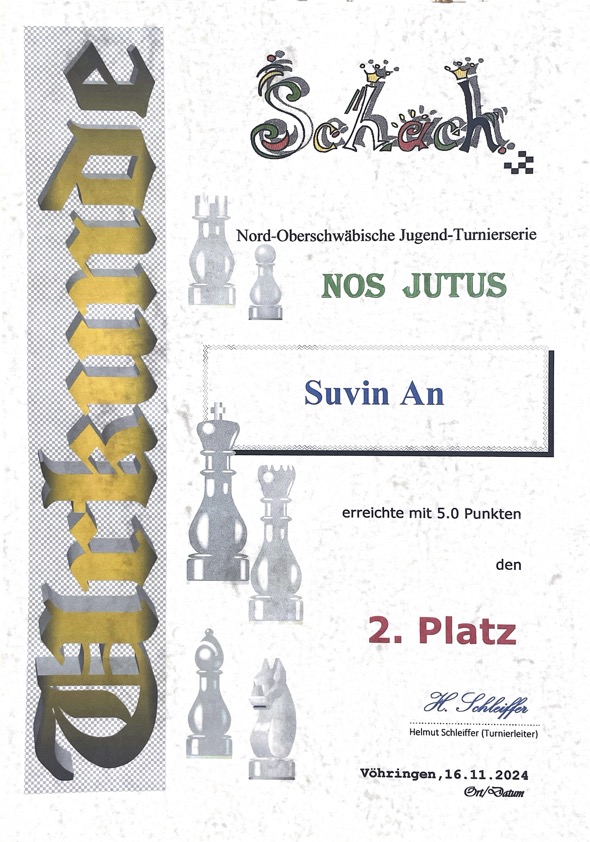 Urkunde
Schach
Nord-Oberschwäbische Jugend-Turnierserie
NOS JUTUS
Suvin An
erreichte mit 5.0 Punkten
den
2. Platz
H. Schleiffer
Helmut Schleiffer (Turnierleiter)
Vöhringen,16.11.2024
Ort/Datum